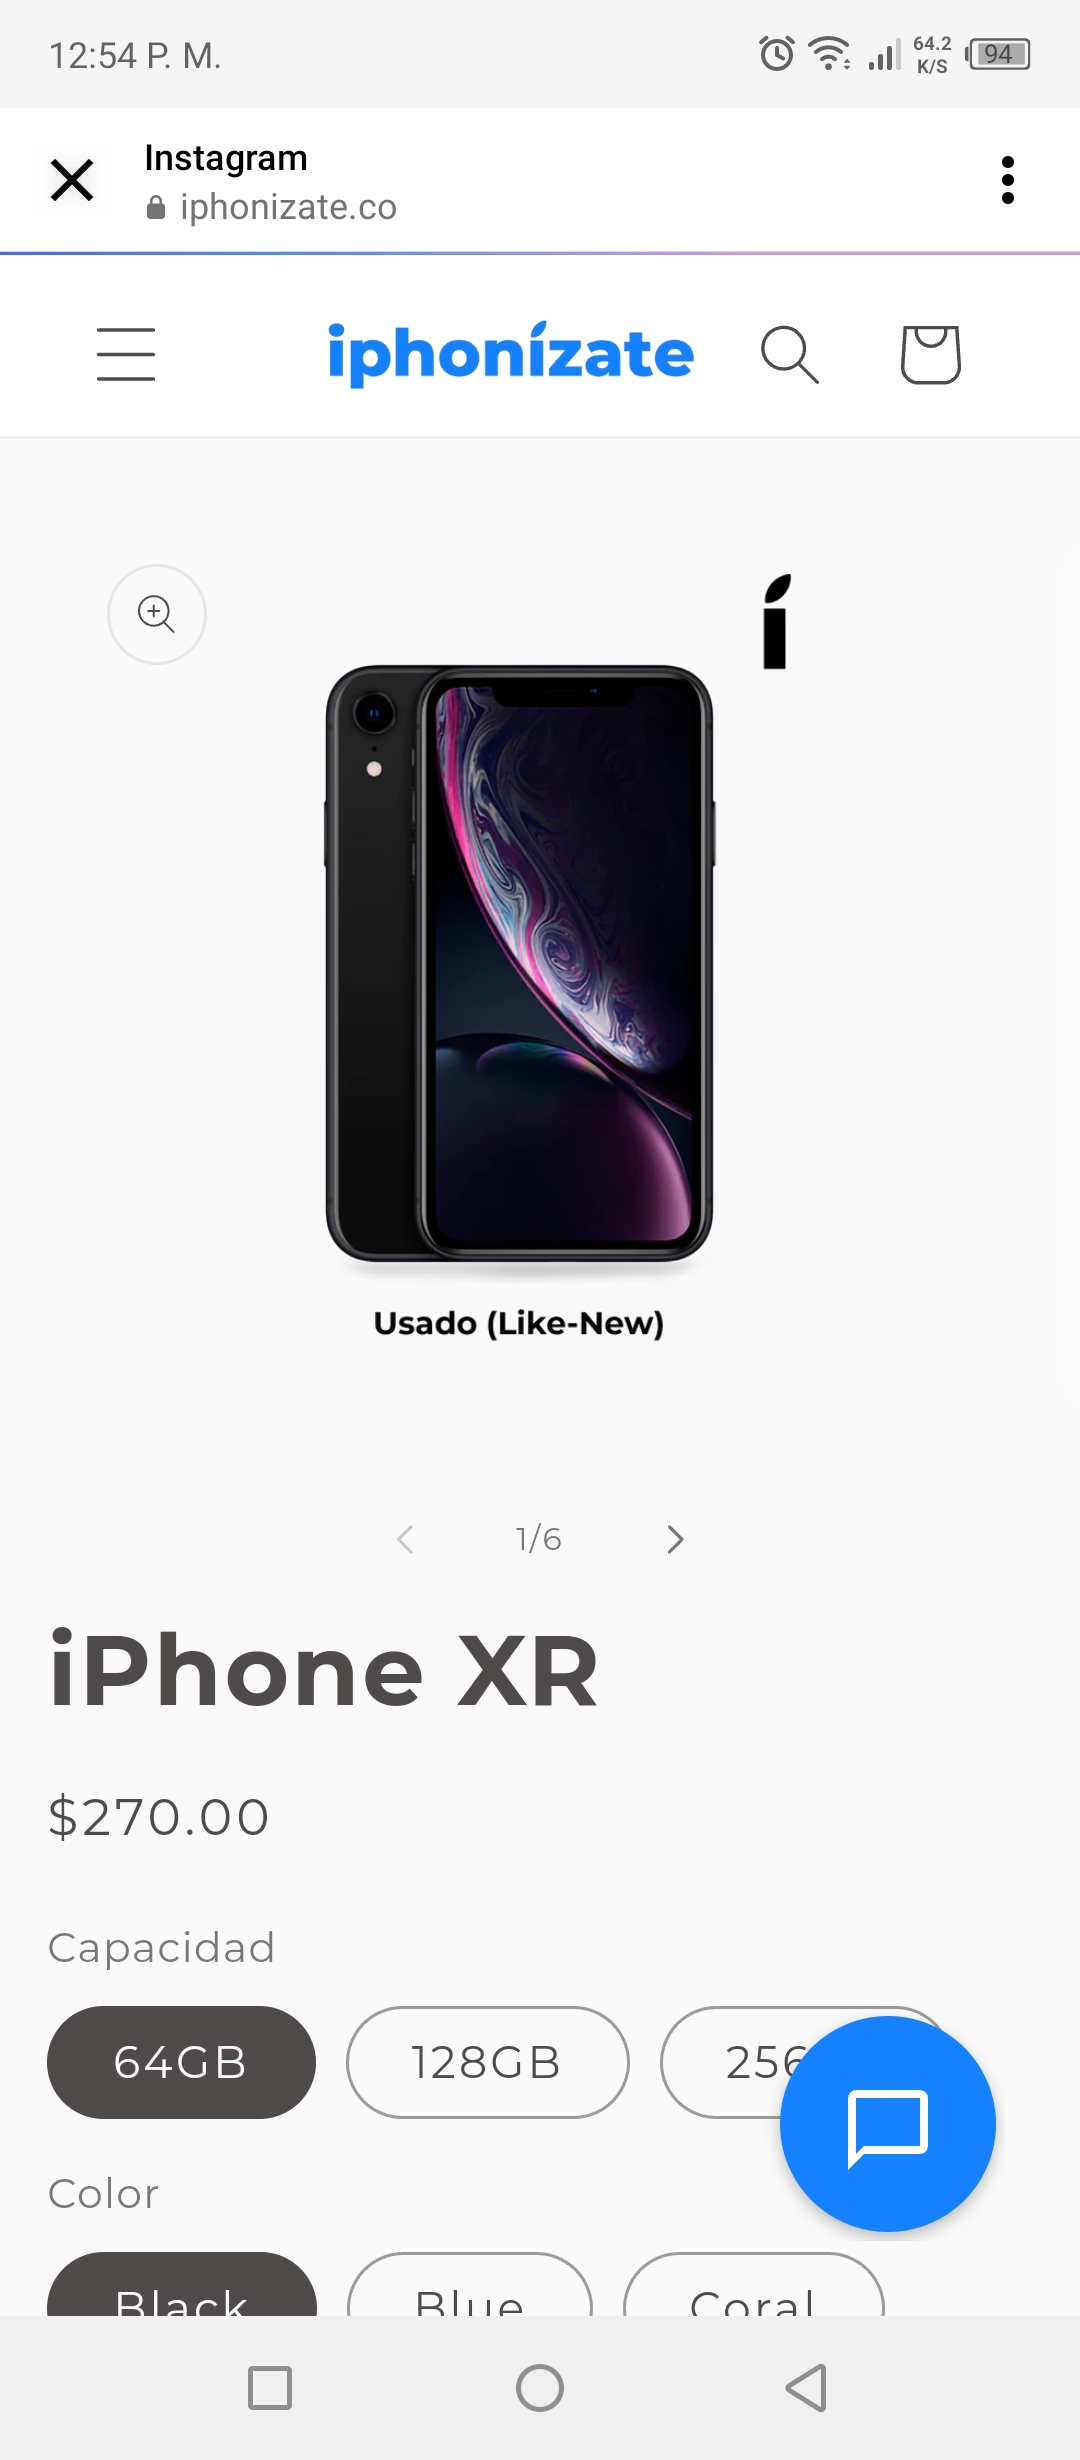 12:54 P. M.
64.2
K/S
94
Instagram
iphonizate.co
iphonízate
í
Usado (Like-New)
1/6
iPhone XR
$270.00
Capacidad
64GB
128GB
256
Color
Black
Blue
Coral